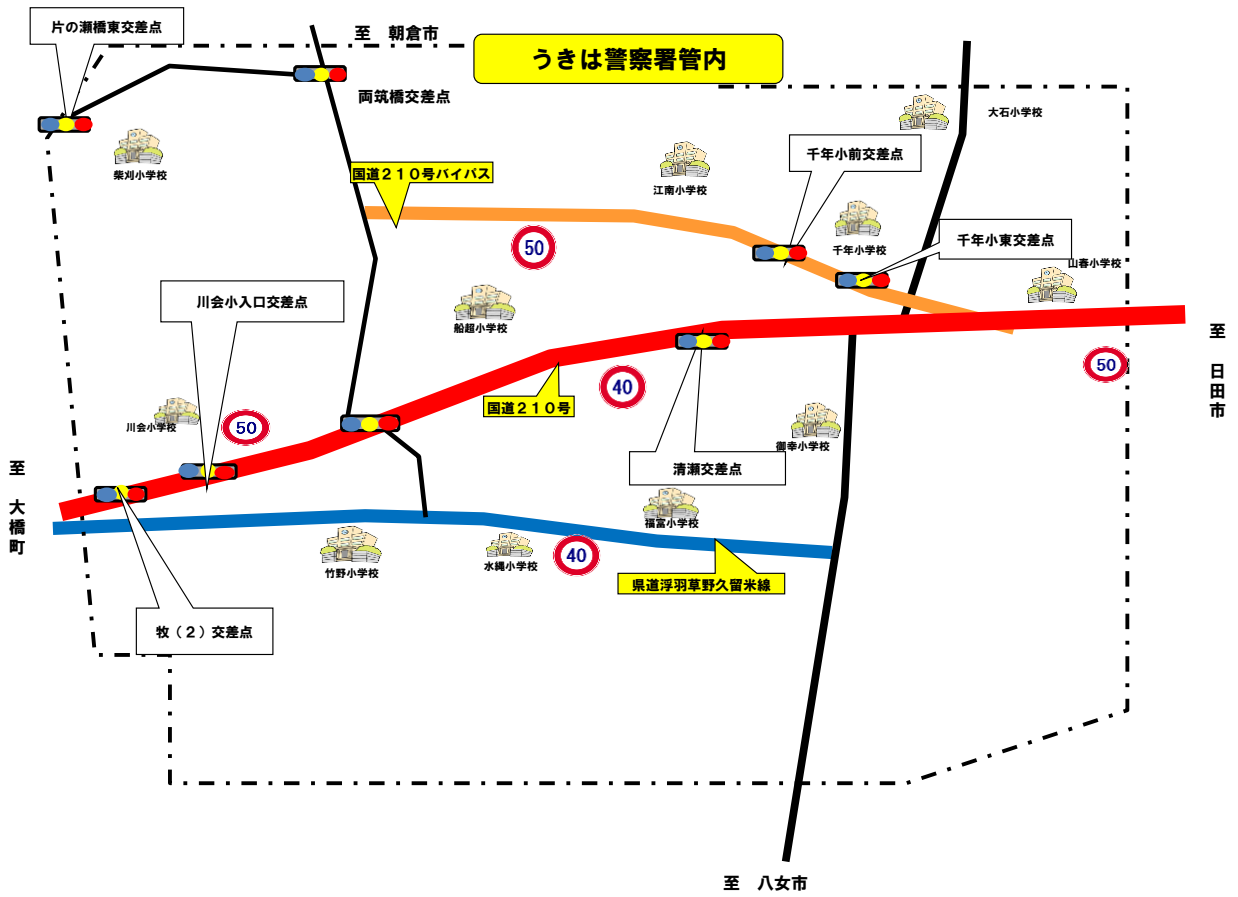 片の瀬橋東交差点
至　朝倉市
うきは警察署管内
両筑橋交差点
大石小学校
柴刈小学校
国道２１０号バイパス
江南小学校
千年小前交差点
千年小学校
千年小東交差点
50
山春小学校
川会小入口交差点
船超小学校
至　日田市
50
40
国道２１０号
川会小学校
50
御幸小学校
清瀬交差点
至　大橋町
福富小学校
竹野小学校
水縄小学校
40
県道浮羽草野久留米線
牧（２）交差点
至　八女市